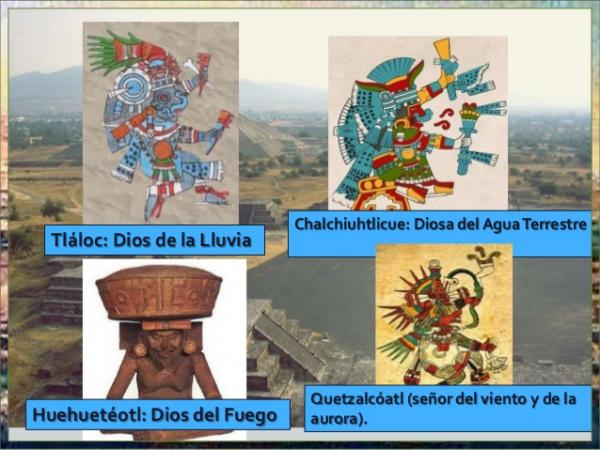 Tláloc: Dios de la Lluvia
Chalchiuhtlicue: Diosa del Agua Terrestre
Huehuetéotl: Dios del Fuego
Quetzalcóatl (señor del viento y de la
aurora).